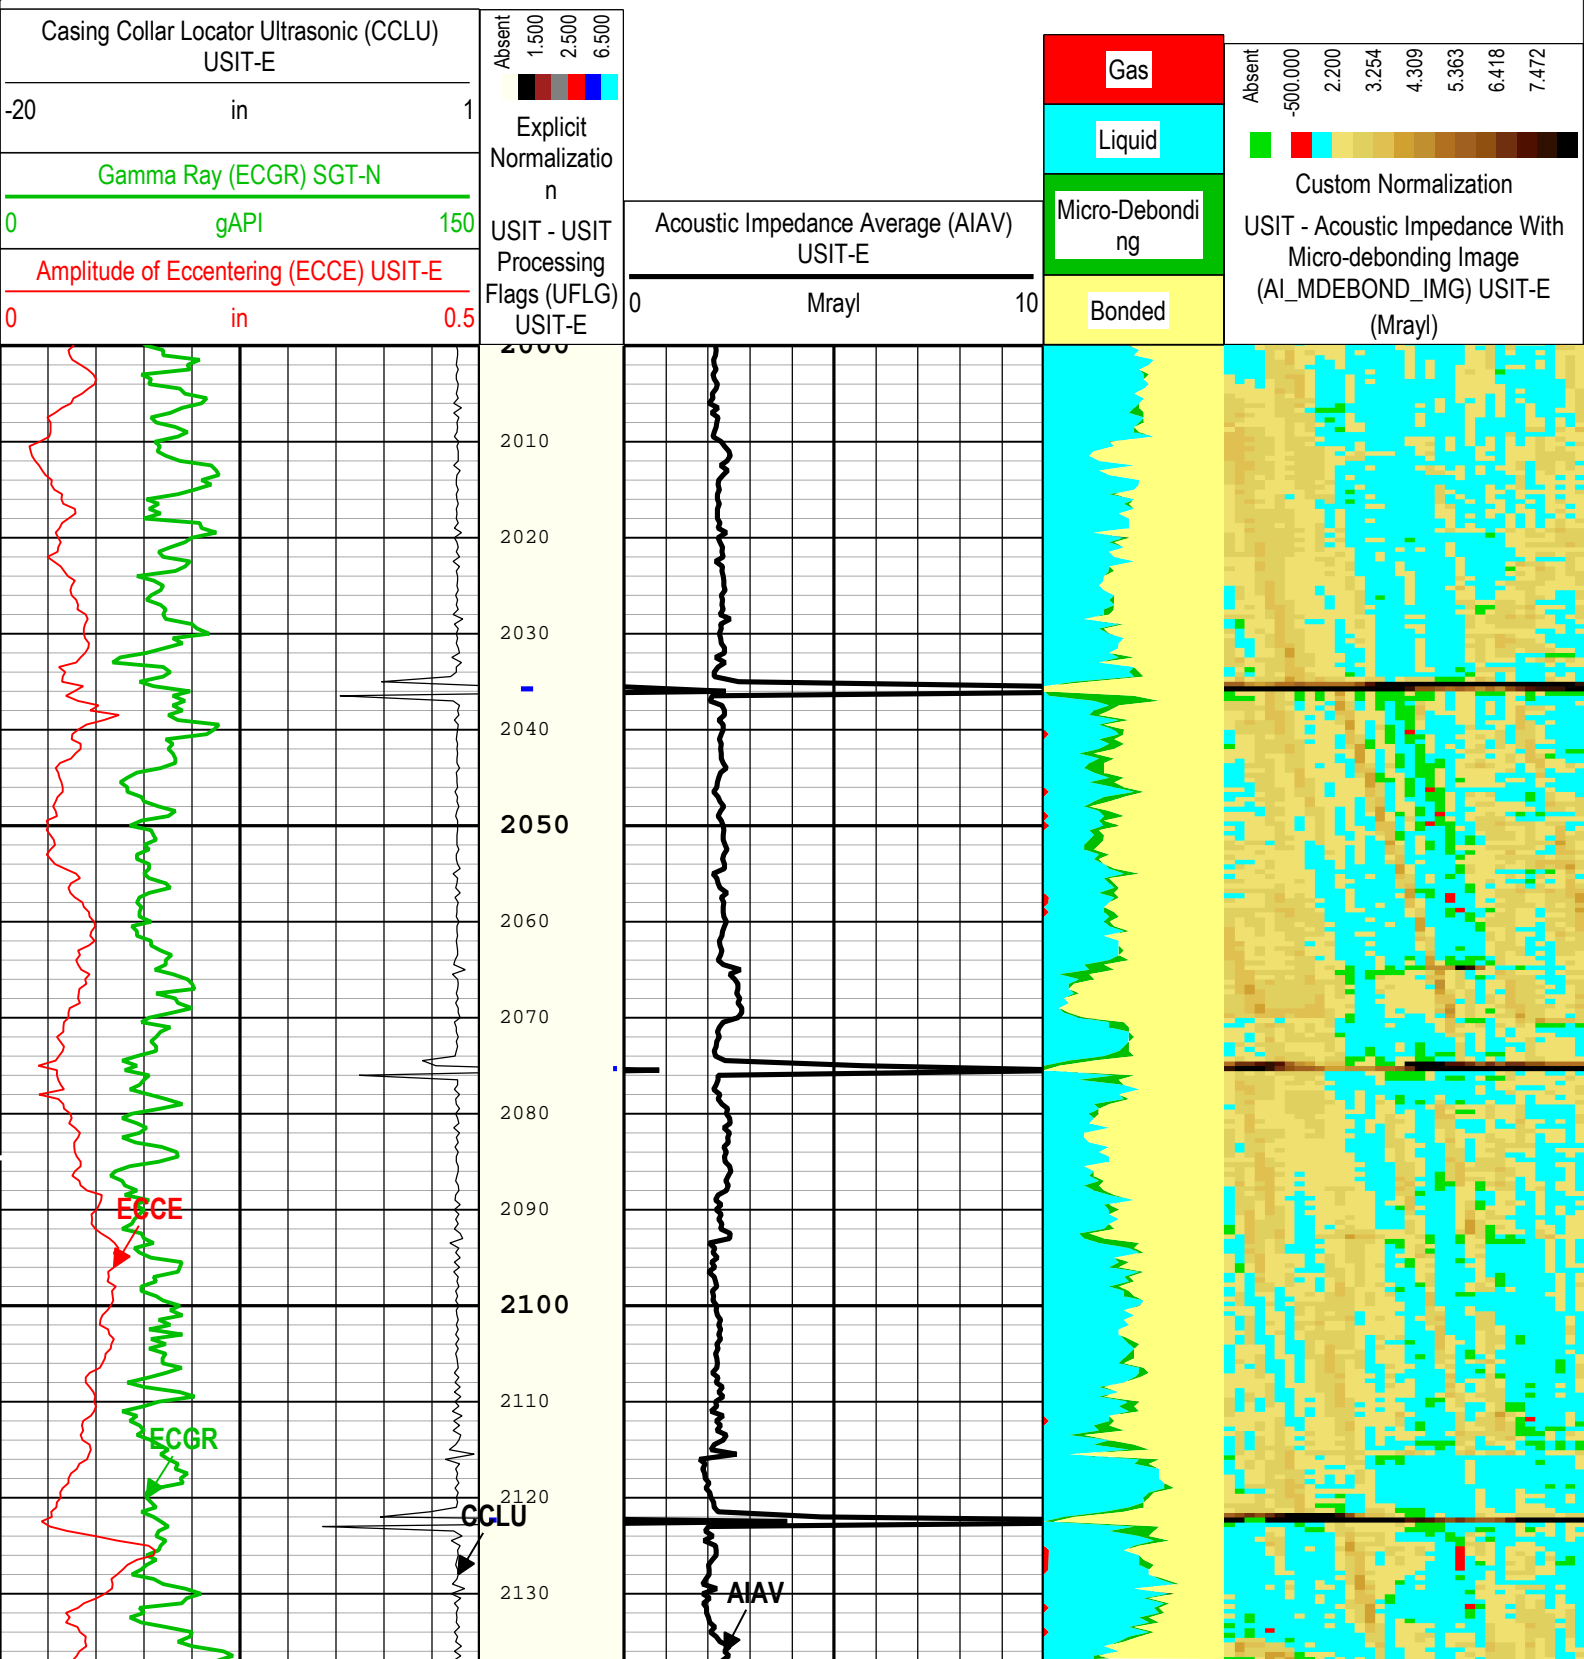 Casing Collar Locator Ultrasonic (CCLU)
USIT-E
-20 in 1
Gamma Ray (ECGR) SGT-N
0 gAPI 150
Amplitude of Eccentering (ECCE) USIT-E
0 in 0.5
Absent 1.500 2.500 6.500
Explicit
Normalizatio
n
USIT - USIT
Processing
Flags (UFLG)
USIT-E
Acoustic Impedance Average (AIAV)
USIT-E
0 Mrayl 10
Gas
Liquid
Micro-Debondi
ng
Bonded
Absent -500.000 2.200 3.254 4.309 5.363 6.418 7.472
Custom Normalization
USIT - Acoustic Impedance With
Micro-debonding Image
(AI_MDEBOND_IMG) USIT-E
(Mrayl)
2000
2010
2020
2030
2040
2050
2060
2070
2080
2090
ECCE
2100
2110
ECGR
2120
CCLU
2130
AIAV